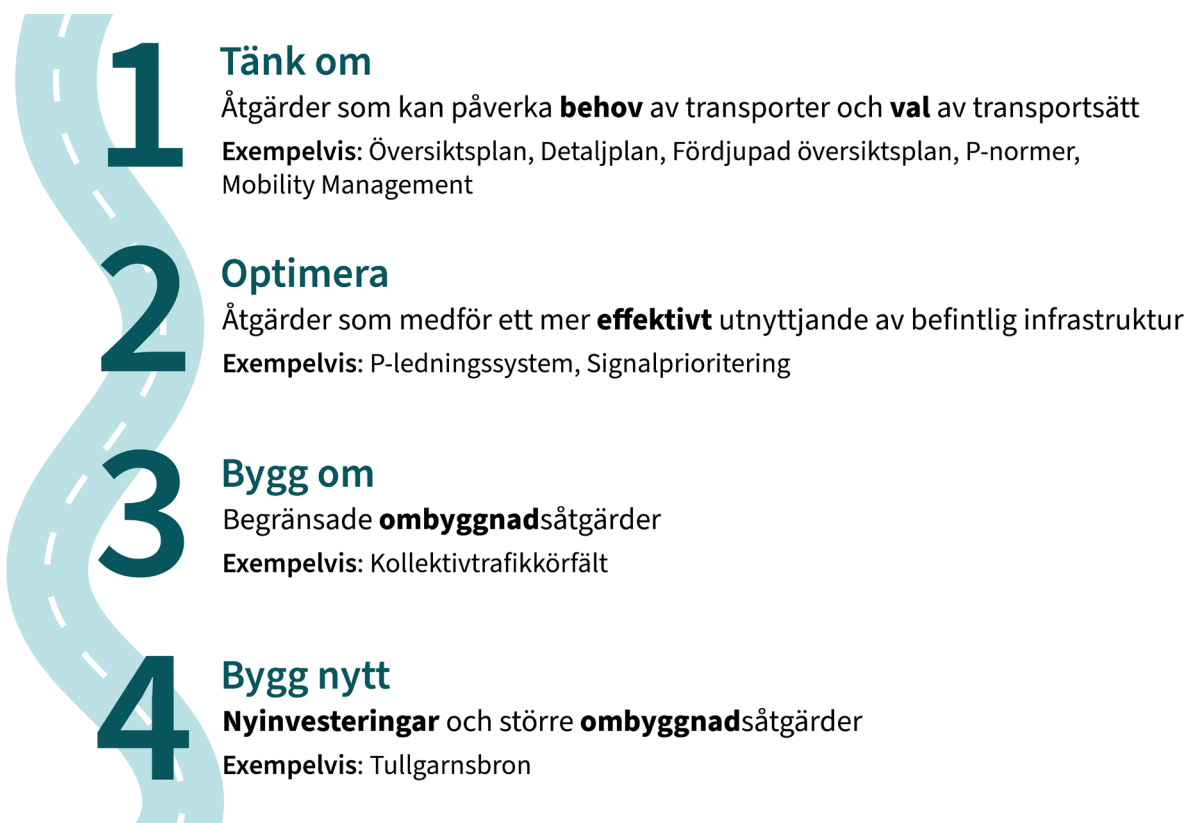 1
Tänk om
Åtgärder som kan påverka behov av transporter och val av transportsätt
Exempelvis: Översiktsplan, Detaljplan, Fördjupad översiktsplan, P-normer,
Mobility Management
2
Optimera
Åtgärder som medför ett mer effektivt utnyttjande av befintlig infrastruktur
Exempelvis: P-ledningssystem, Signalprioritering
3
Bygg om
Begränsade ombyggnadsåtgärder
Exempelvis: Kollektivtrafikkörfält
4
Bygg nytt
Nyinvesteringar och större ombyggnadsåtgärder
Exempelvis: Tullgarnsbron